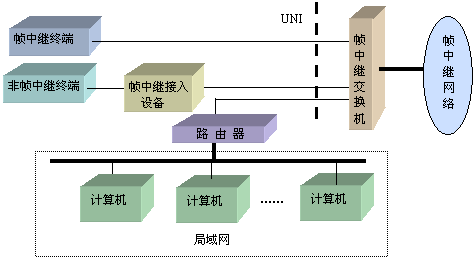 UNI
帧中继终端
非帧中继终端
帧中继接入
设备
路由器
帧中继交换机
帧中继网络
计算机
计算机
……
计算机
局域网